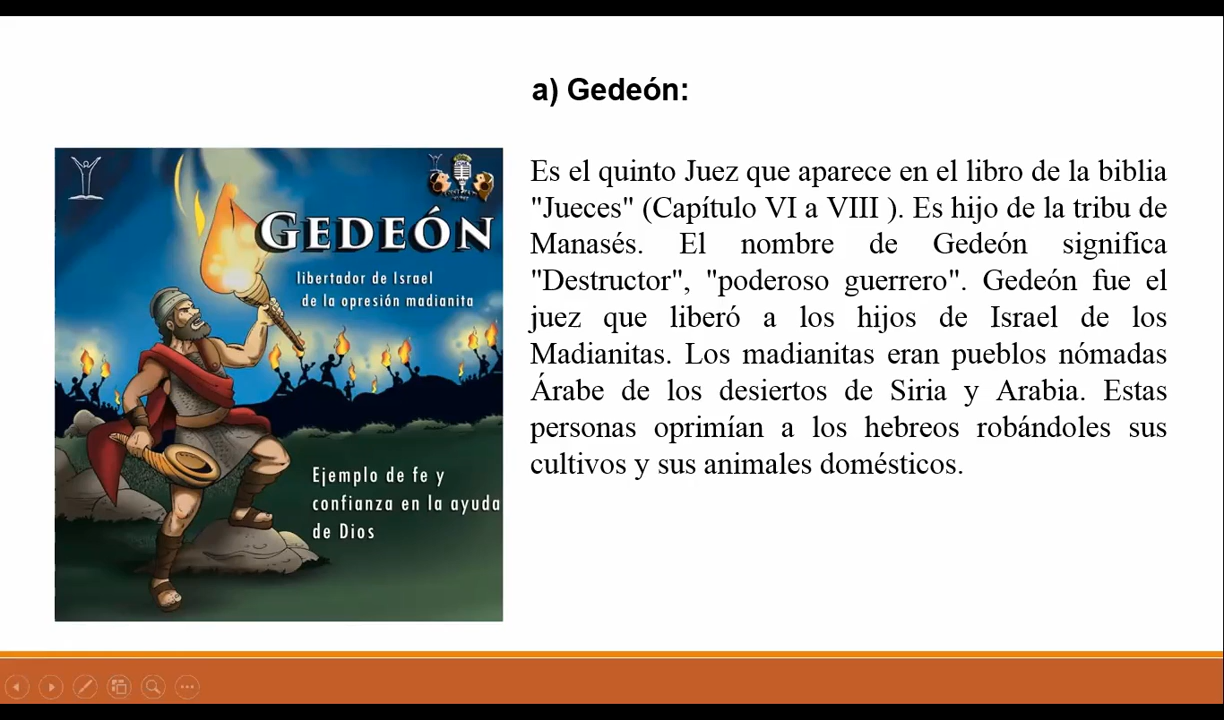 a) Gedeón:
GEDEÓN
libertador de Israel
de la opresión madianita
Ejemplo de fe y
confianza en la ayuda
de Dios
Es el quinto Juez que aparece en el libro de la biblia
"Jueces" (Capítulo VI a VIII ). Es hijo de la tribu de
Manasés. El nombre de Gedeón significa
"Destructor", "poderoso guerrero". Gedeón fue el
juez que liberó a los hijos de Israel de los
Madianitas. Los madianitas eran pueblos nómadas
Árabe de los desiertos de Siria y Arabia. Estas
personas oprimían a los hebreos robándoles sus
cultivos y sus animales domésticos.